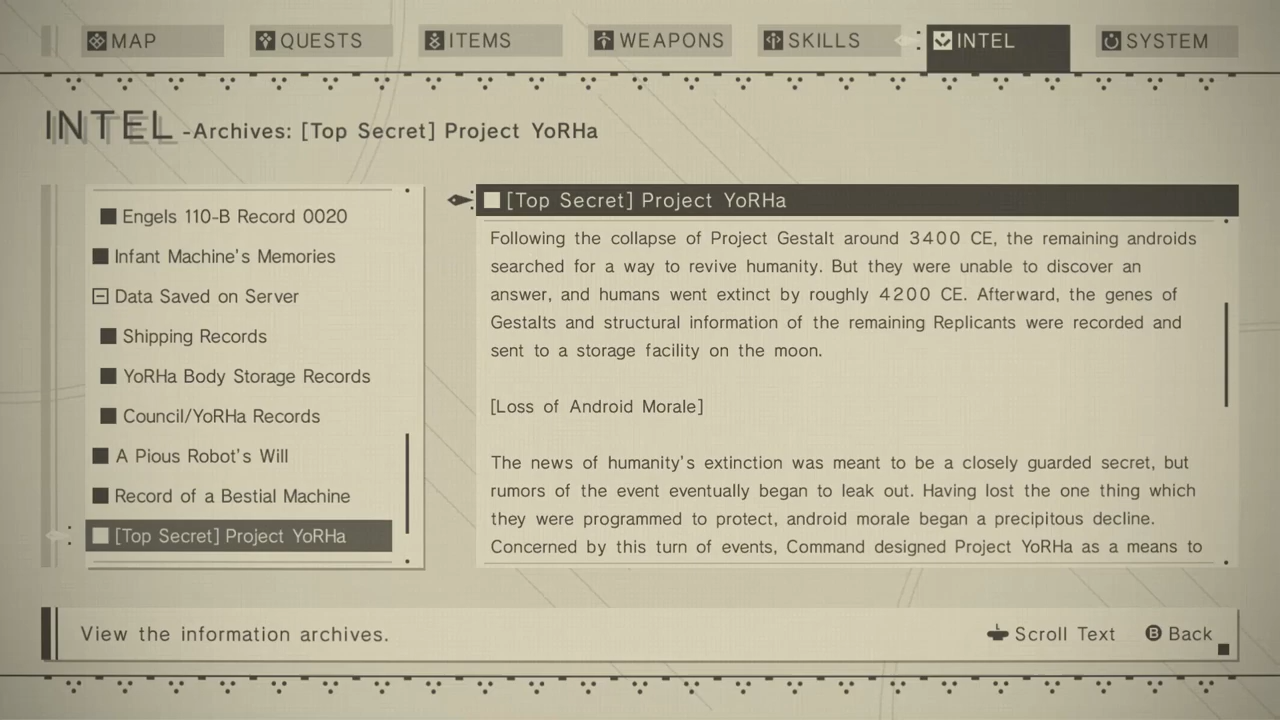 MAP QUESTS ITEMS WEAPONS SKILLS INTEL SYSTEM
INTEL -Archives: [Top Secret] Project YoRHa
Engels 110-B Record 0020
Infant Machine's Memories
Data Saved on Server
Shipping Records
YoRHa Body Storage Records
Council/YoRHa Records
A Pious Robot's Will
Record of a Bestial Machine
[Top Secret] Project YoRHa
[Top Secret] Project YoRHa
Following the collapse of Project Gestalt around 3400 CE, the remaining androids
searched for a way to revive humanity. But they were unable to discover an
answer, and humans went extinct by roughly 4200 CE. Afterward, the genes of
Gestalts and structural information of the remaining Replicants were recorded and
sent to a storage facility on the moon.
[Loss of Android Morale]
The news of humanity's extinction was meant to be a closely guarded secret, but
rumors of the event eventually began to leak out. Having lost the one thing which
they were programmed to protect, android morale began a precipitous decline.
Concerned by this turn of events, Command designed Project YoRHa as a means to
View the information archives.
L Scroll Text B Back